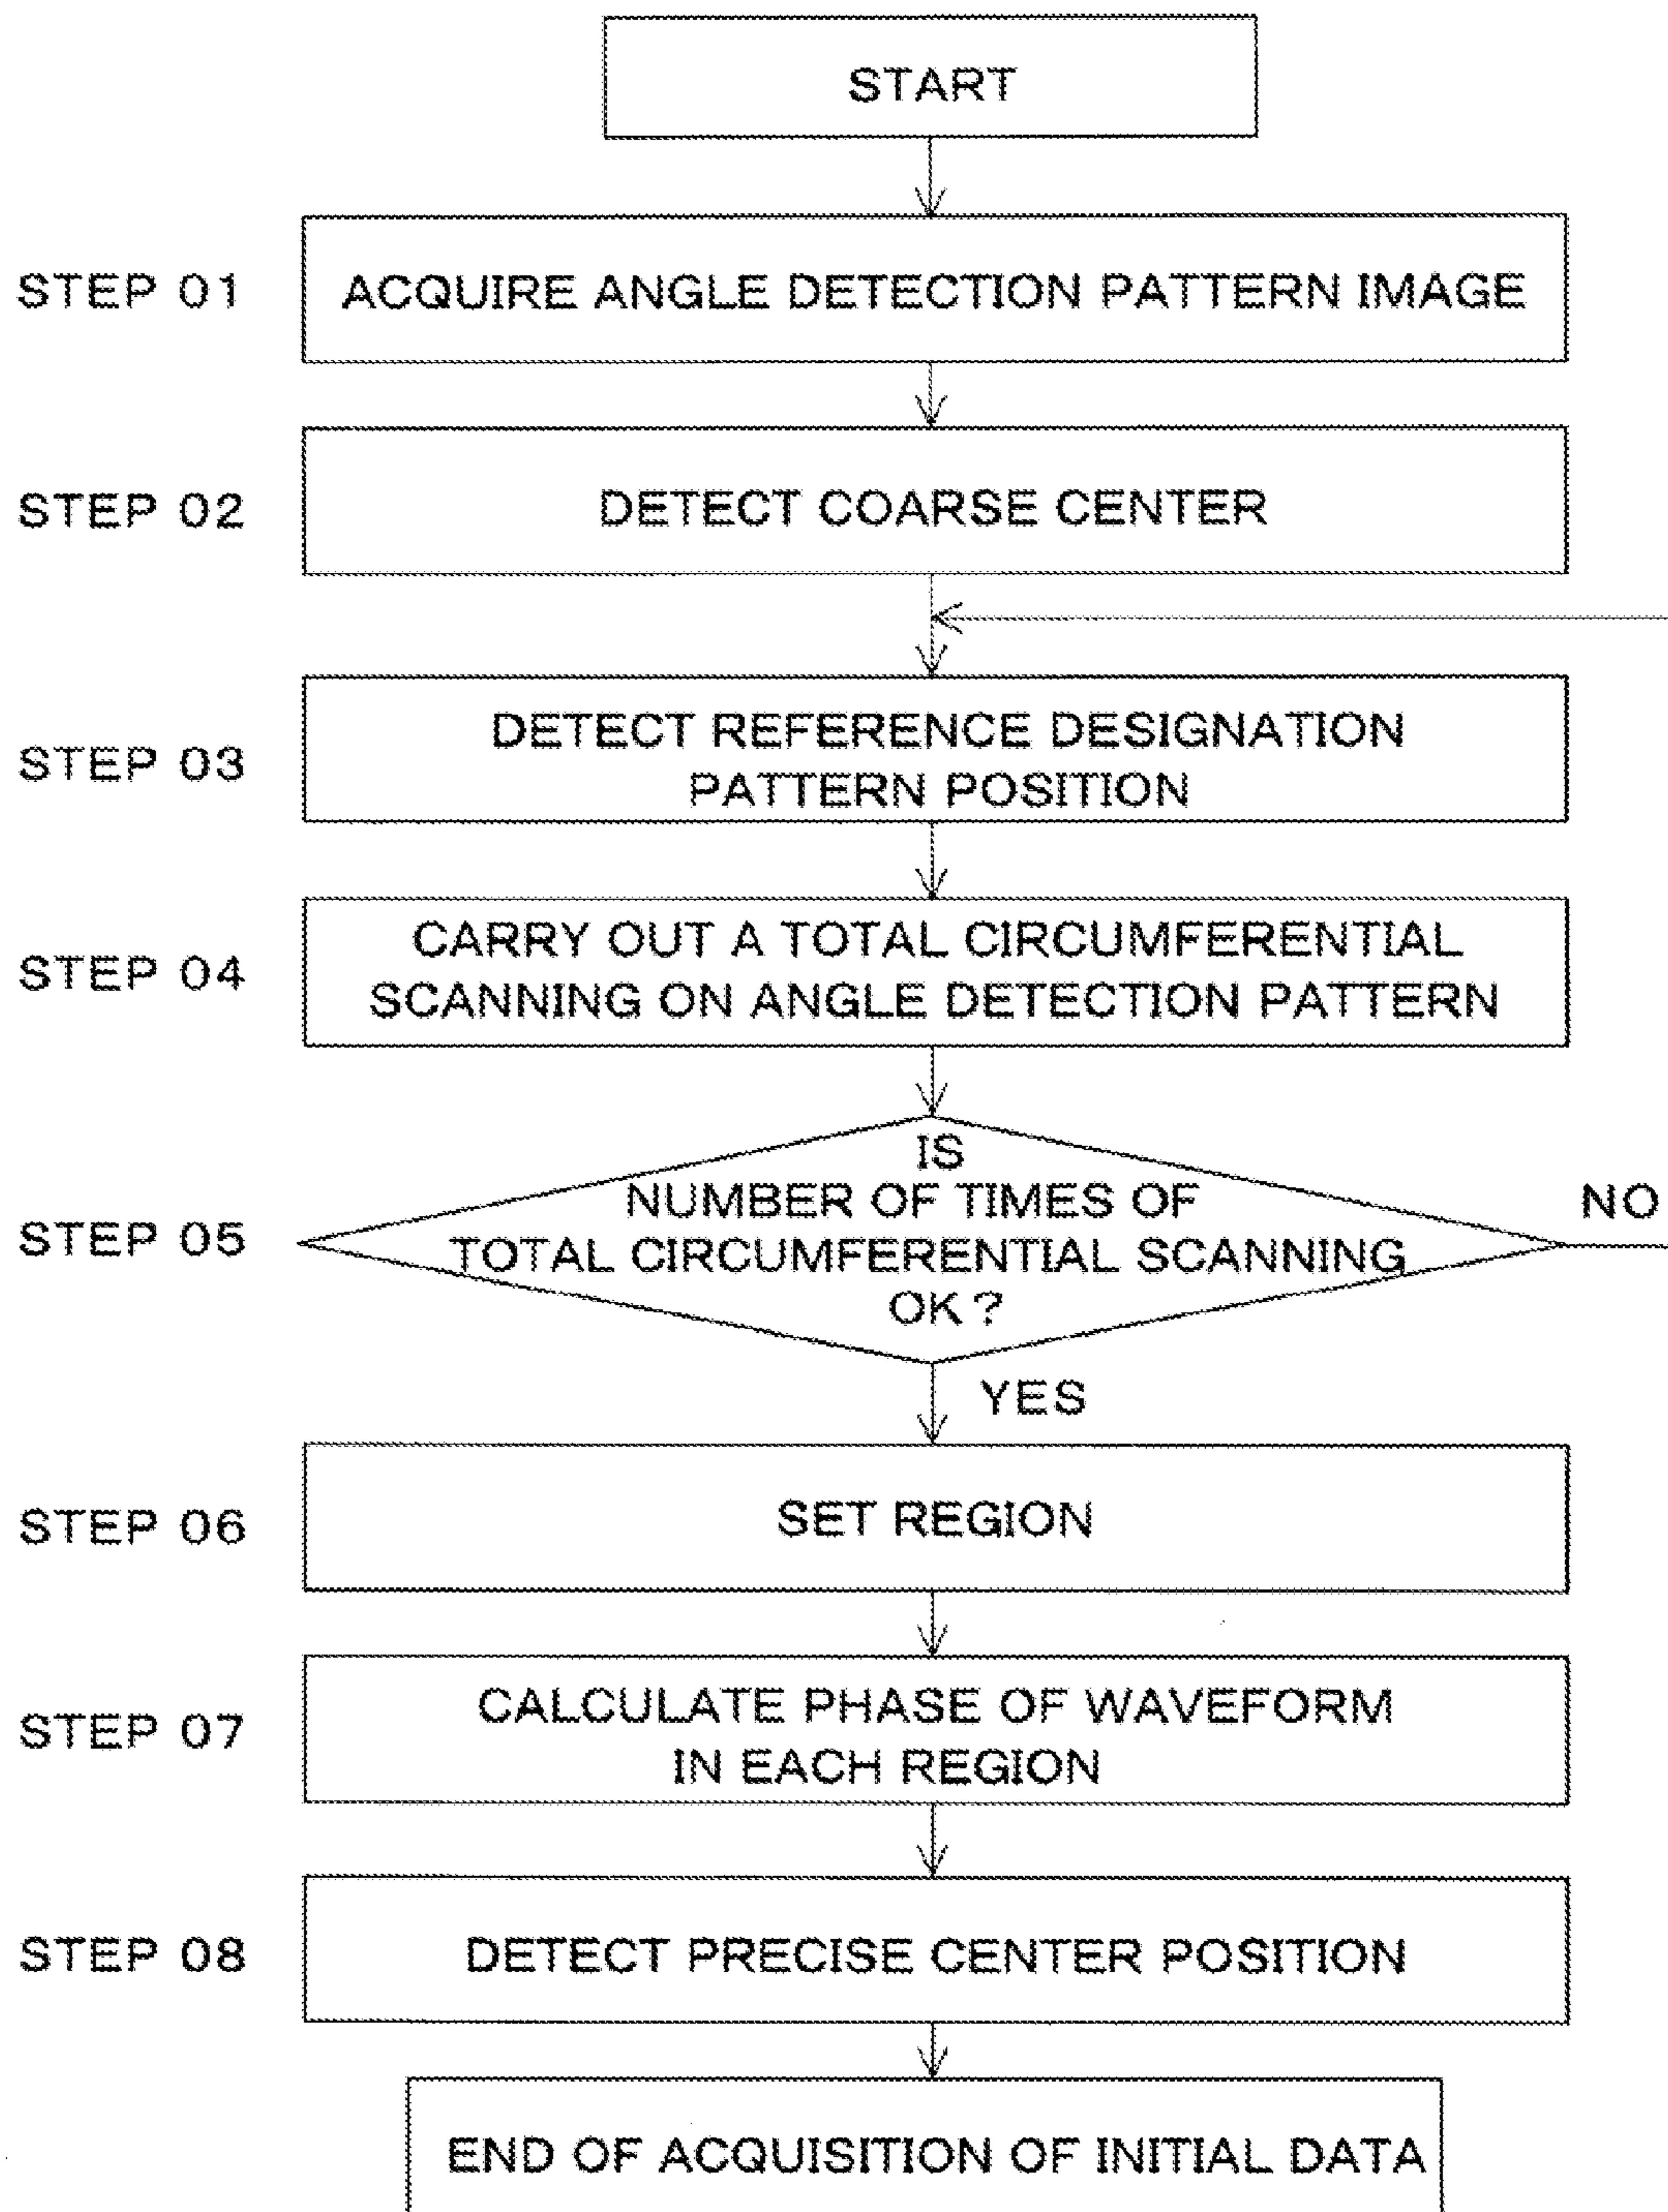 START
STEP 01
ACQUIRE ANGLE DETECTION PATTERN IMAGE
STEP 02
DETECT COARSE CENTER
STEP 03
DETECT REFERENCE DESIGNATION
PATTERN POSITION
STEP 04
CARRY OUT A TOTAL CIRCUMFERENTIAL
SCANNING ON ANGLE DETECTION PATTERN
STEP 05
IS
NUMBER OF TIMES OF
TOTAL CIRCUMFERENTIAL SCANNING
OK?
NO
YES
STEP 06
SET REGION
STEP 07
CALCULATE PHASE OF WAVEFORM
IN EACH REGION
STEP 08
DETECT PRECISE CENTER POSITION
END OF ACQUISITION OF INITIAL DATA